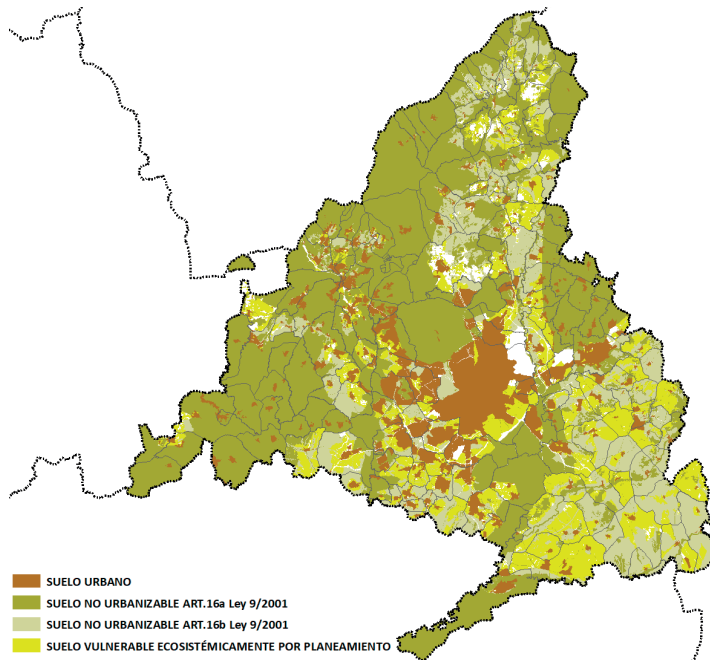 SUELO URBANO
SUELO NO URBANIZABLE ART.16a Ley 9/2001
SUELO NO URBANIZABLE ART.16b Ley 9/2001
SUELO VULNERABLE ECOSISTÉMICAMENTE POR PLANEAMIENTO